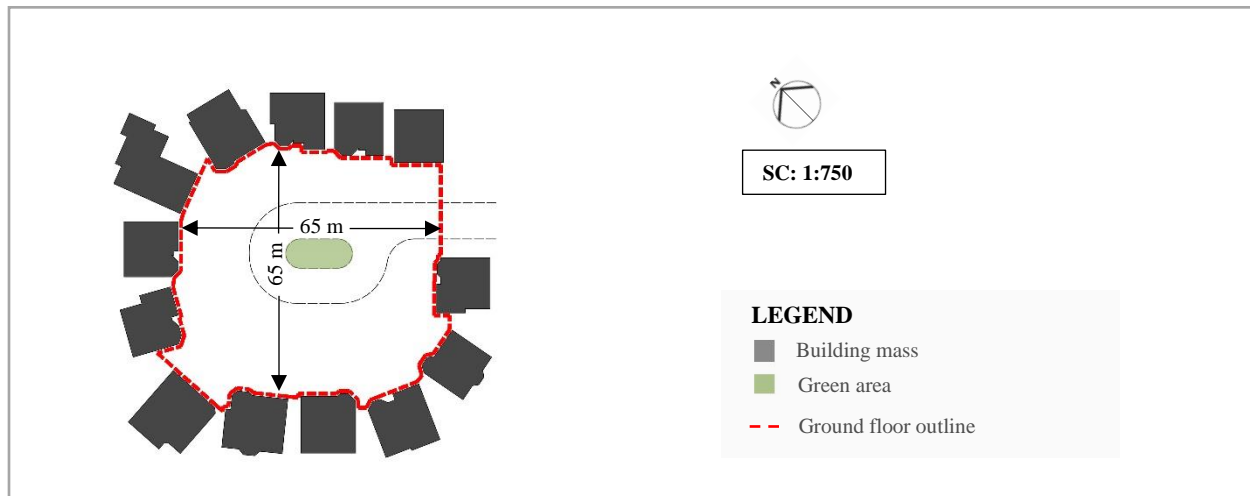 N
SC: 1:750
65 m
65 m
LEGEND
Building mass
Green area
Ground floor outline